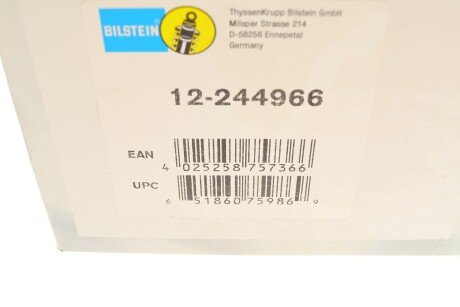 BILSTEIN
ThyssenKrupp Bilstein GmbH
Milsper Strasse 214
D-58256 Ennepetal
Germany
12-244966
EAN
4 025258 757366
UPC
6 51860 75986 9